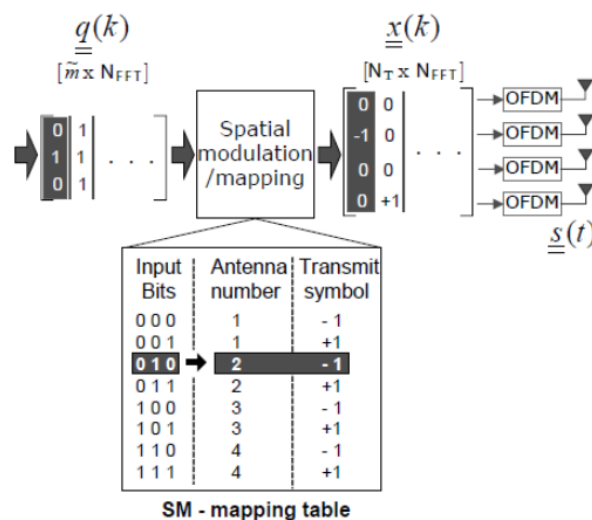 q(k)
[m̃ x N_FFT]
0 1
1 1 . . .
0 1
Spatial
modulation
/mapping
x(k)
[N_T x N_FFT]
0 0
-1 0
0 0 . . .
0 +1
OFDM
OFDM
OFDM
OFDM
s(t)
Input Bits Antenna number Transmit symbol
0 0 0 1 - 1
0 0 1 1 +1
0 1 0 2 - 1
0 1 1 2 +1
1 0 0 3 - 1
1 0 1 3 +1
1 1 0 4 - 1
1 1 1 4 +1
SM - mapping table